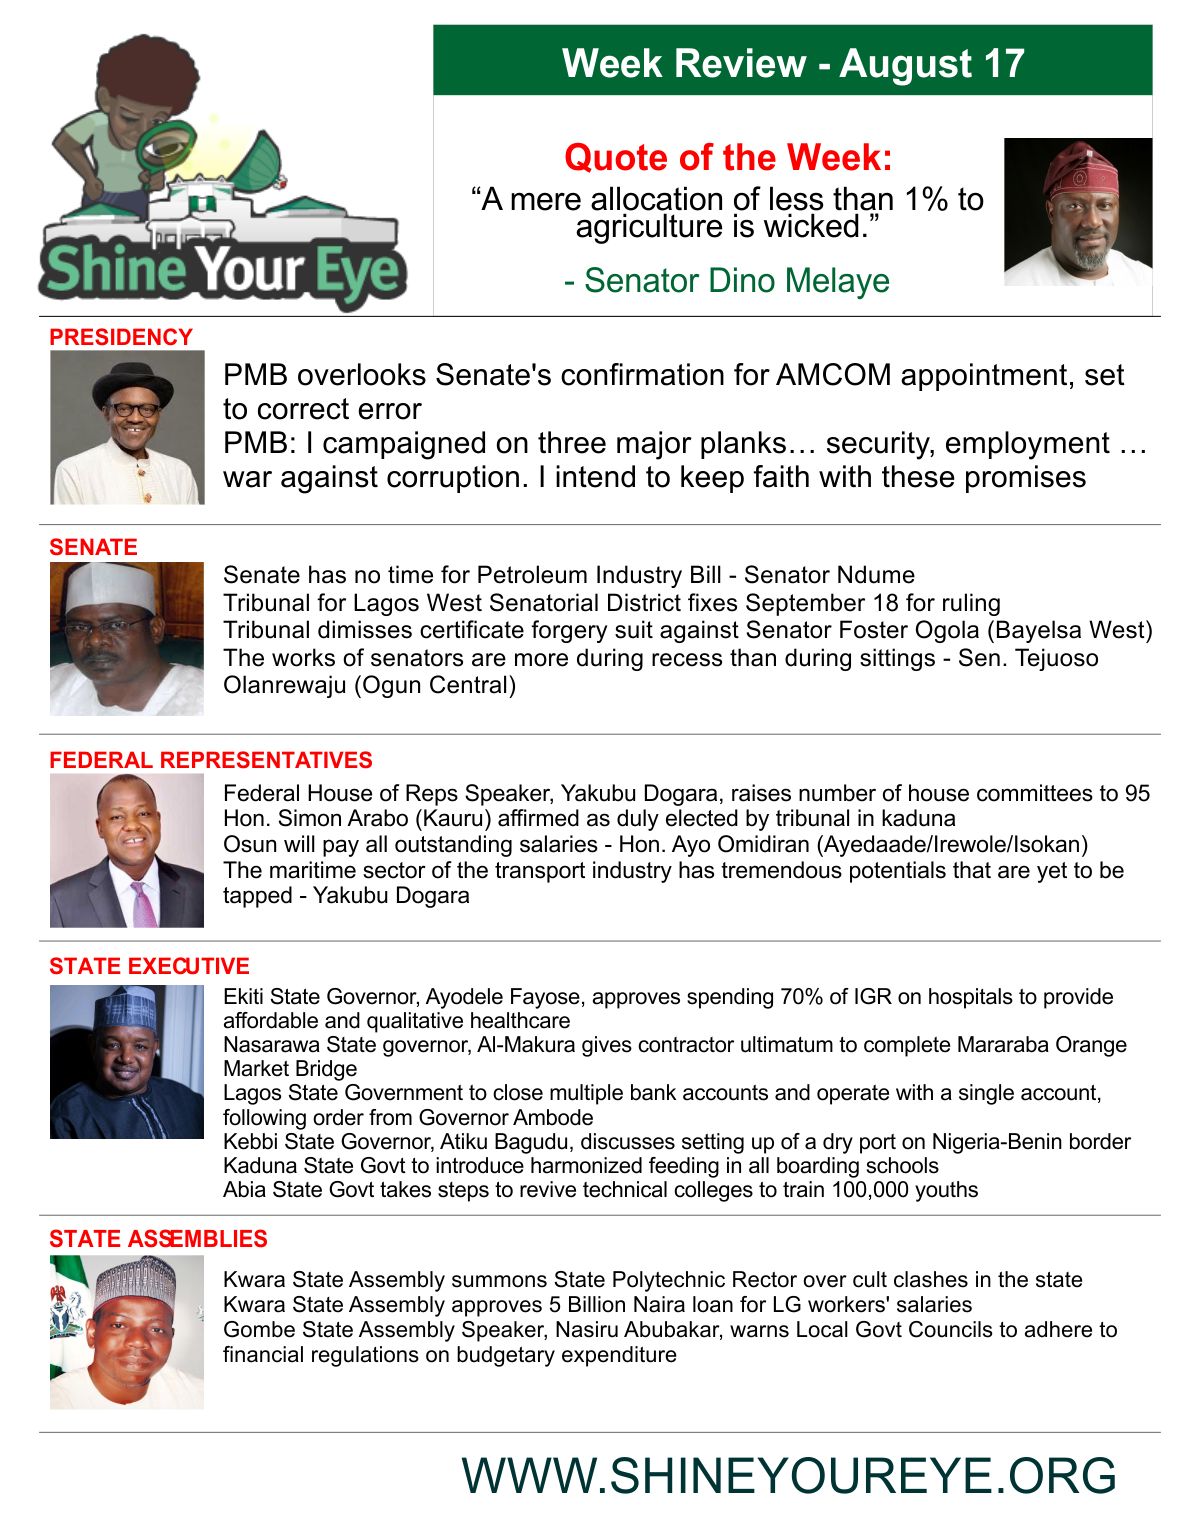 Week Review - August 17
Shine Your Eye
Quote of the Week:
“A mere allocation of less than 1% to
agriculture is wicked.”
- Senator Dino Melaye
PRESIDENCY
PMB overlooks Senate's confirmation for AMCOM appointment, set
to correct error
PMB: I campaigned on three major planks… security, employment …
war against corruption. I intend to keep faith with these promises
SENATE
Senate has no time for Petroleum Industry Bill - Senator Ndume
Tribunal for Lagos West Senatorial District fixes September 18 for ruling
Tribunal dimisses certificate forgery suit against Senator Foster Ogola (Bayelsa West)
The works of senators are more during recess than during sittings - Sen. Tejuoso
Olanrewaju (Ogun Central)
FEDERAL REPRESENTATIVES
Federal House of Reps Speaker, Yakubu Dogara, raises number of house committees to 95
Hon. Simon Arabo (Kauru) affirmed as duly elected by tribunal in kaduna
Osun will pay all outstanding salaries - Hon. Ayo Omidiran (Ayedaade/Irewole/Isokan)
The maritime sector of the transport industry has tremendous potentials that are yet to be
tapped - Yakubu Dogara
STATE EXECUTIVE
Ekiti State Governor, Ayodele Fayose, approves spending 70% of IGR on hospitals to provide
affordable and qualitative healthcare
Nasarawa State governor, Al-Makura gives contractor ultimatum to complete Mararaba Orange
Market Bridge
Lagos State Government to close multiple bank accounts and operate with a single account,
following order from Governor Ambode
Kebbi State Governor, Atiku Bagudu, discusses setting up of a dry port on Nigeria-Benin border
Kaduna State Govt to introduce harmonized feeding in all boarding schools
Abia State Govt takes steps to revive technical colleges to train 100,000 youths
STATE ASSEMBLIES
Kwara State Assembly summons State Polytechnic Rector over cult clashes in the state
Kwara State Assembly approves 5 Billion Naira loan for LG workers' salaries
Gombe State Assembly Speaker, Nasiru Abubakar, warns Local Govt Councils to adhere to
financial regulations on budgetary expenditure
WWW.SHINEYOUREYE.ORG